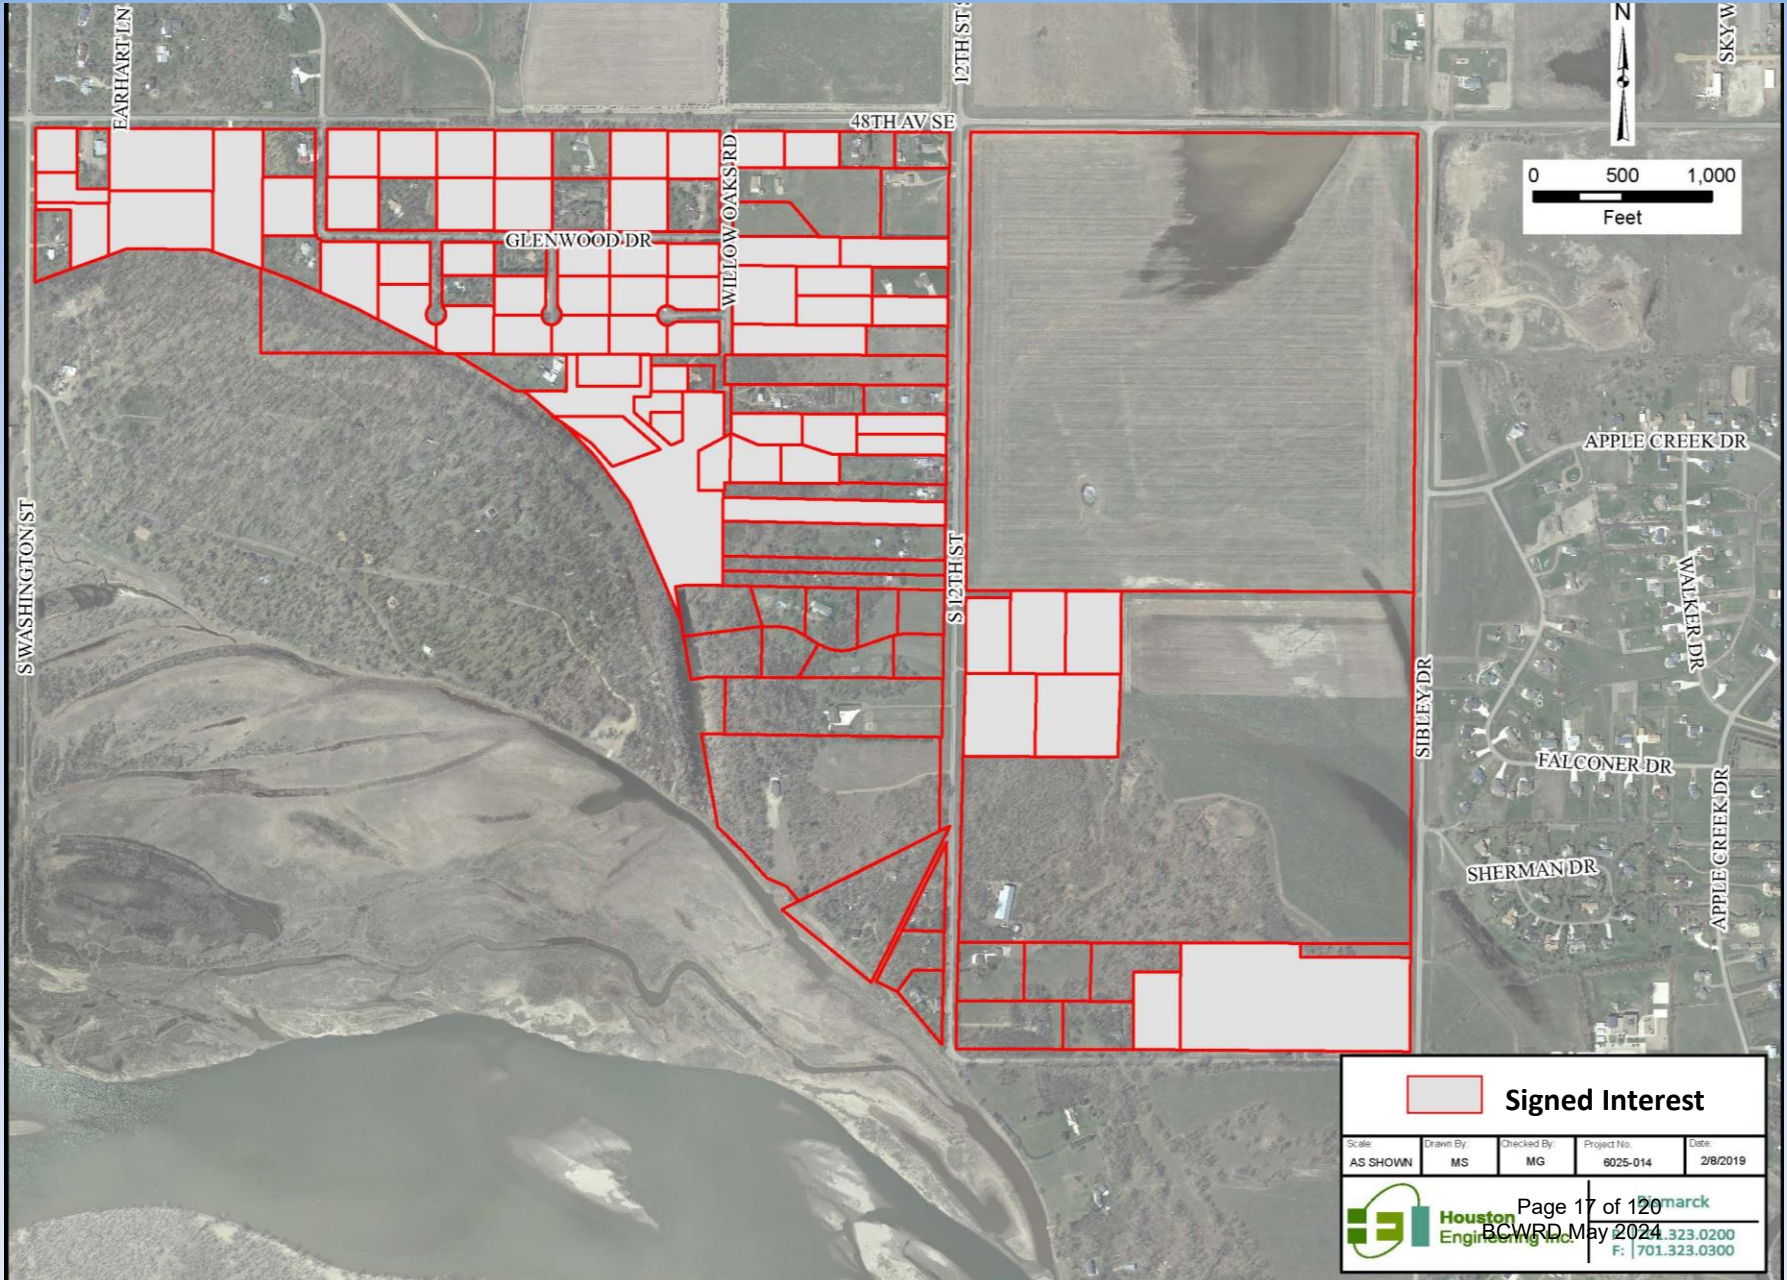 EARHART LN
12TH ST S
N
SKY W
48TH AV SE
0 500 1,000
Feet
WILLOW OAKS RD
GLENWOOD DR
APPLE CREEK DR
S WASHINGTON ST
S 12TH ST
WALKER DR
SIBLEY DR
FALCONER DR
SHERMAN DR
APPLE CREEK DR
Signed Interest
Scale: Drawn By: Checked By: Project No. Date:
AS SHOWN MS MG 6025-014 2/8/2019
Houston
Engineering Inc.
Bismarck
P: 701.323.0200
F: 701.323.0300
Page 17 of 120
BCWRD May 2024